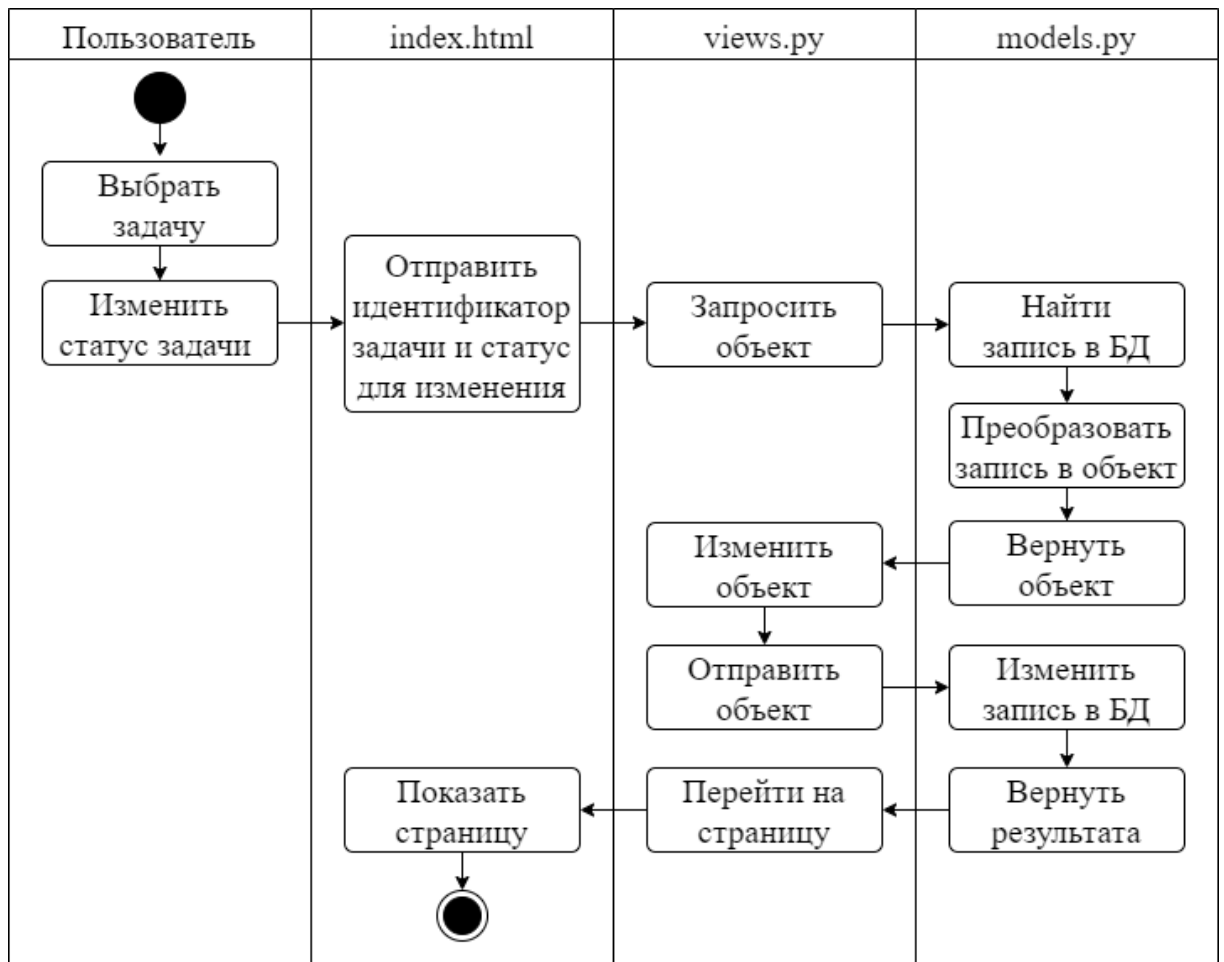 Пользователь
index.html
views.py
models.py
Выбрать
задачу
Изменить
статус задачи
Отправить
идентификатор
задачи и статус
для изменения
Запросить
объект
Найти
запись в БД
Преобразовать
запись в объект
Вернуть
объект
Изменить
объект
Отправить
объект
Изменить
запись в БД
Вернуть
результата
Перейти на
страницу
Показать
страницу